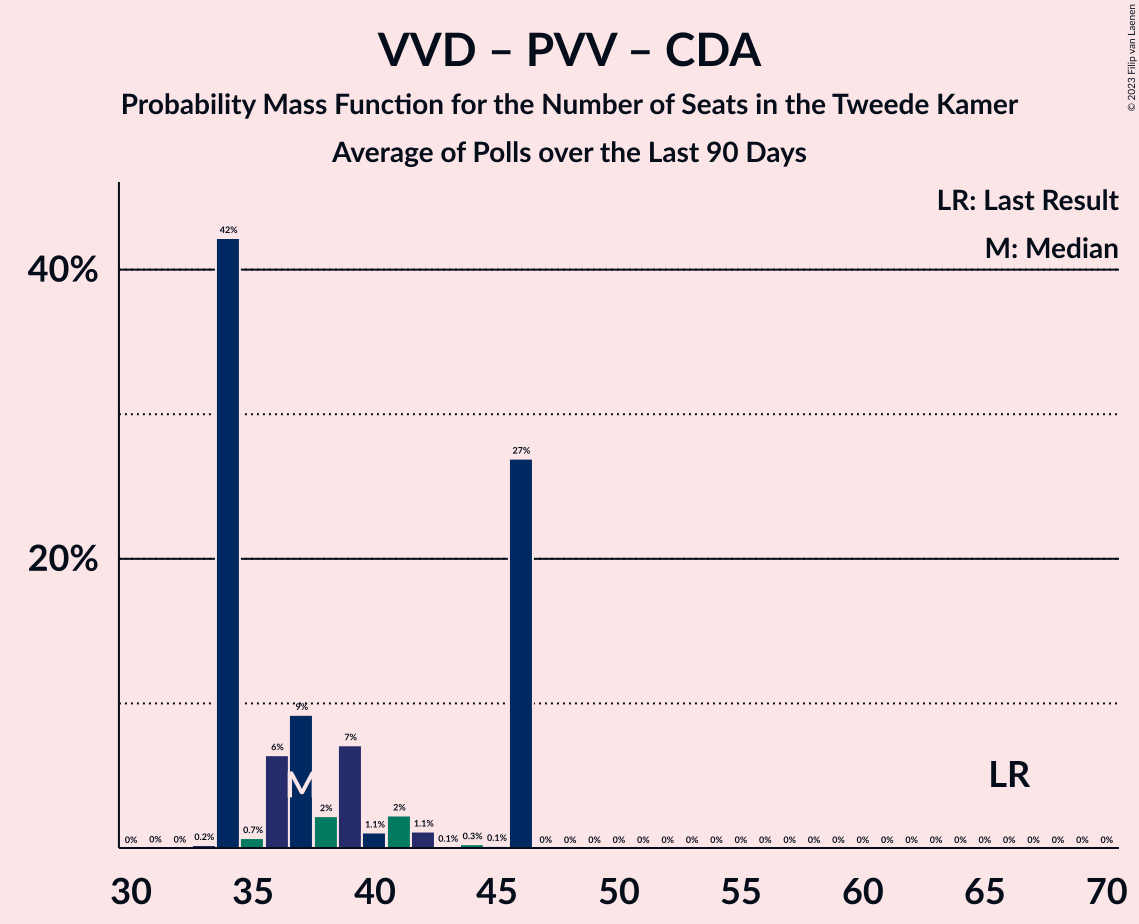 VVD – PVV – CDA
Probability Mass Function for the Number of Seats in the Tweede Kamer
Average of Polls over the Last 90 Days
© 2023 Filip van Laenen
LR: Last Result
M: Median
40%
20%
0% 0% 0% 0.2% 42% 0.7% 6% 9% 2% 7% 1.1% 2% 1.1% 0.1% 0.3% 0.1% 27% 0% 0% 0% 0% 0% 0% 0% 0% 0% 0% 0% 0% 0% 0% 0% 0% 0% 0% 0% 0% 0% 0% 0% 0%
M
LR
30 35 40 45 50 55 60 65 70